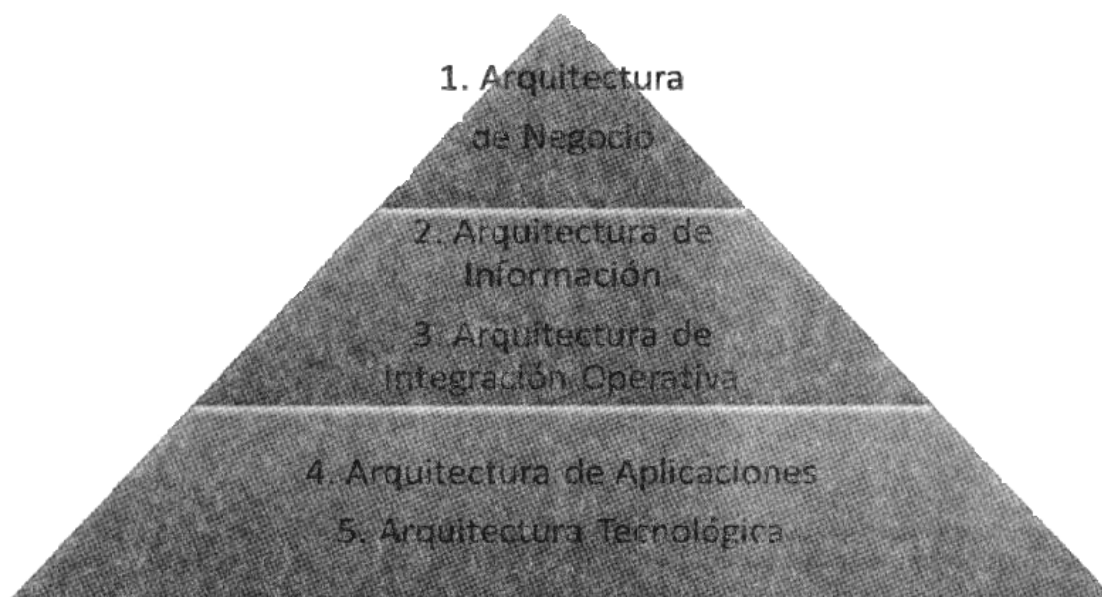 1. Arquitectura
de Negocio
2. Arquitectura de
Información
3. Arquitectura de
Integración Operativa
4. Arquitectura de Aplicaciones
5. Arquitectura Tecnológica